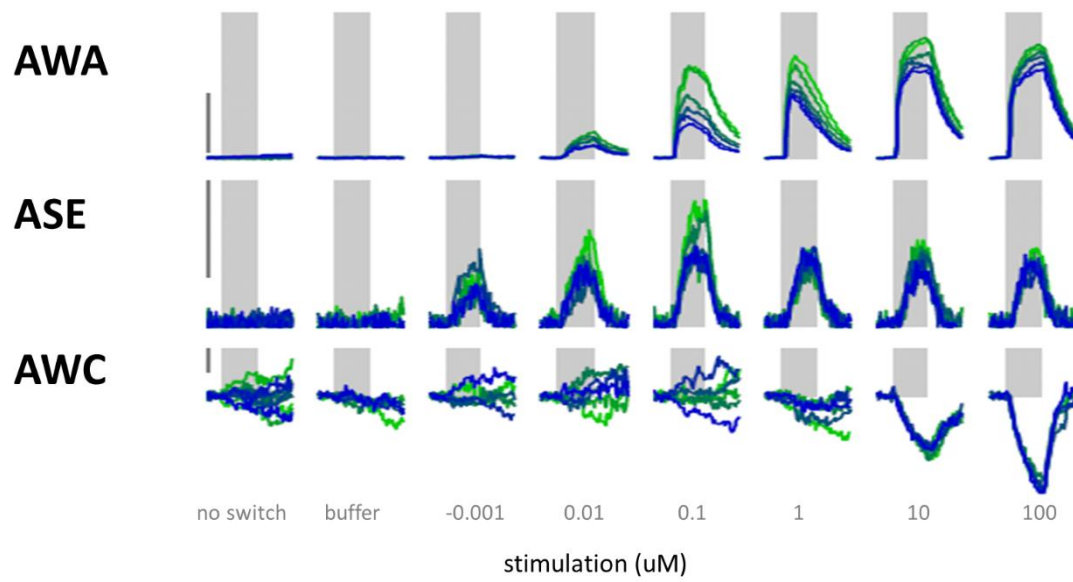 AWA
ASE
AWC
no switch buffer -0.001 0.01 0.1 1 10 100
stimulation (uM)